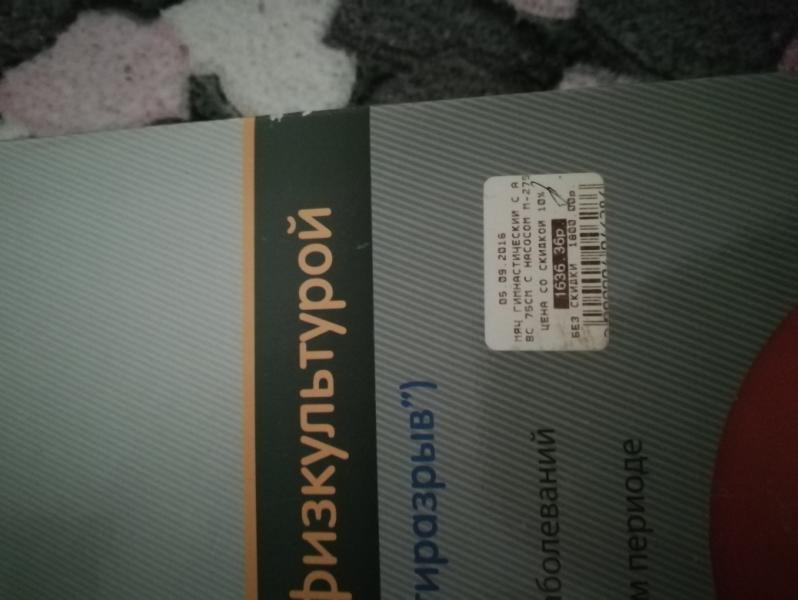 физкультурой
тиразрыв")
аболеваний
м периоде
05.09.2016
МЯЧ ГИМНАСТИЧЕСКИЙ С А
ВС 75СМ С НАСОСОМ М-275
ЦЕНА СО СКИДКОЙ 10%
1636.36р.
БЕЗ СКИДКИ 1800.00р.